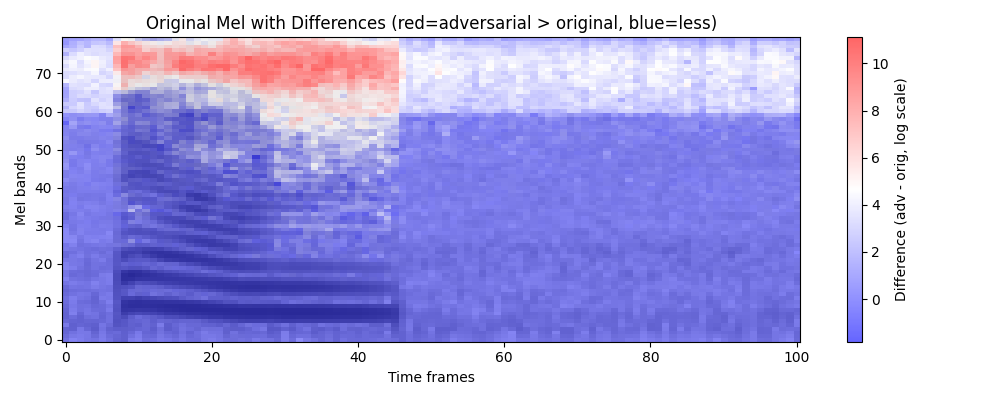 Original Mel with Differences (red=adversarial > original, blue=less)
Mel bands
70
60
50
40
30
20
10
0
0 20 40 60 80 100
Time frames
10
8
6
4
2
0
Difference (adv - orig, log scale)